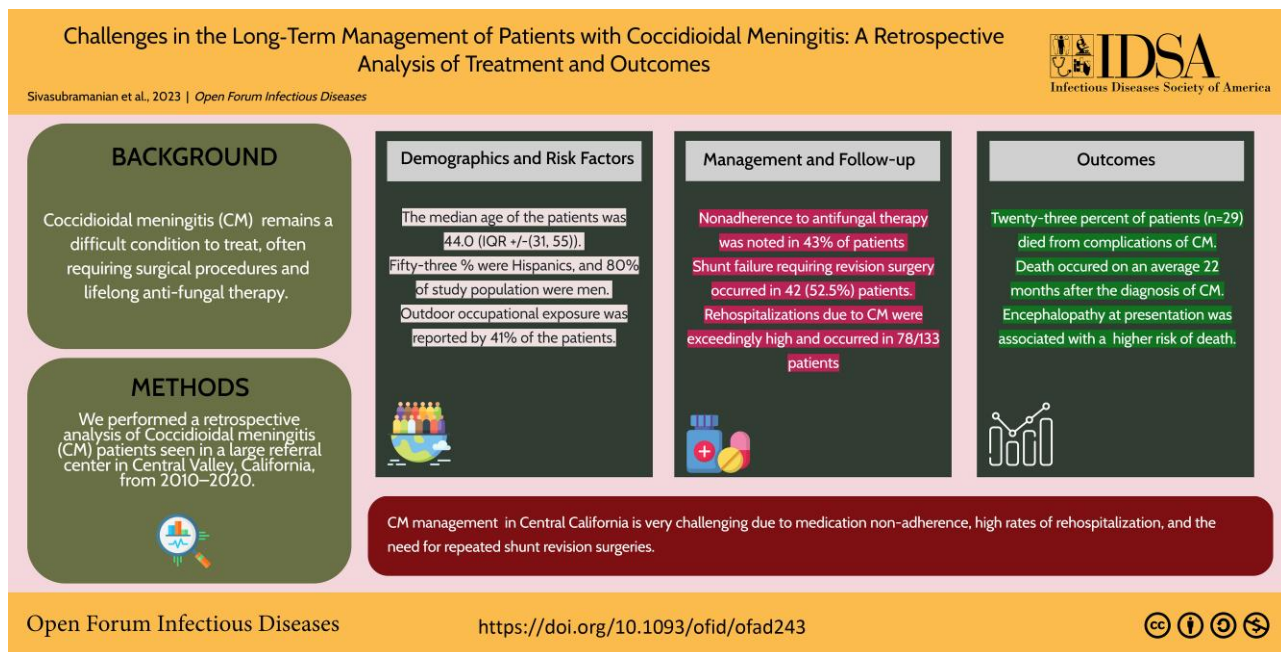 Challenges in the Long-Term Management of Patients with Coccidioidal Meningitis: A Retrospective
Analysis of Treatment and Outcomes
Sivasubramanian et al., 2023 | Open Forum Infectious Diseases
IDSA
Infectious Diseases Society of America
BACKGROUND
Coccidioidal meningitis (CM) remains a
difficult condition to treat, often
requiring surgical procedures and
lifelong anti-fungal therapy.
METHODS
We performed a retrospective
analysis of Coccidioidal meningitis
(CM) patients seen in a large referral
center in Central Valley, California,
from 2010–2020.
Demographics and Risk Factors
The median age of the patients was
44.0 (IQR +/-(31, 55)).
Fifty-three % were Hispanics, and 80%
of study population were men.
Outdoor occupational exposure was
reported by 41% of the patients.
Management and Follow-up
Nonadherence to antifungal therapy
was noted in 43% of patients
Shunt failure requiring revision surgery
occurred in 42 (52.5%) patients.
Rehospitalizations due to CM were
exceedingly high and occurred in 78/133
patients
Outcomes
Twenty-three percent of patients (n=29)
died from complications of CM.
Death occured on an average 22
months after the diagnosis of CM.
Encephalopathy at presentation was
associated with a higher risk of death.
CM management in Central California is very challenging due to medication non-adherence, high rates of rehospitalization, and the
need for repeated shunt revision surgeries.
Open Forum Infectious Diseases
https://doi.org/10.1093/ofid/ofad243
cc